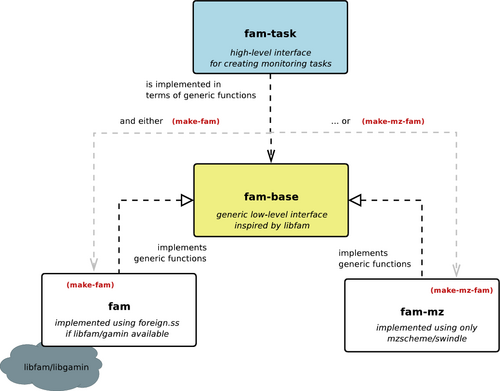 fam-task
high-level interface
for creating monitoring tasks
is implemented in
terms of generic functions
and either (make-fam)
... or (make-mz-fam)
fam-base
generic low-level interface
inspired by libfam
implements
generic functions
implements
generic functions
(make-fam)
fam
implemented using foreign.ss
if libfam/gamin available
(make-mz-fam)
fam-mz
implemented using only
mzscheme/swindle
libfam/libgamin